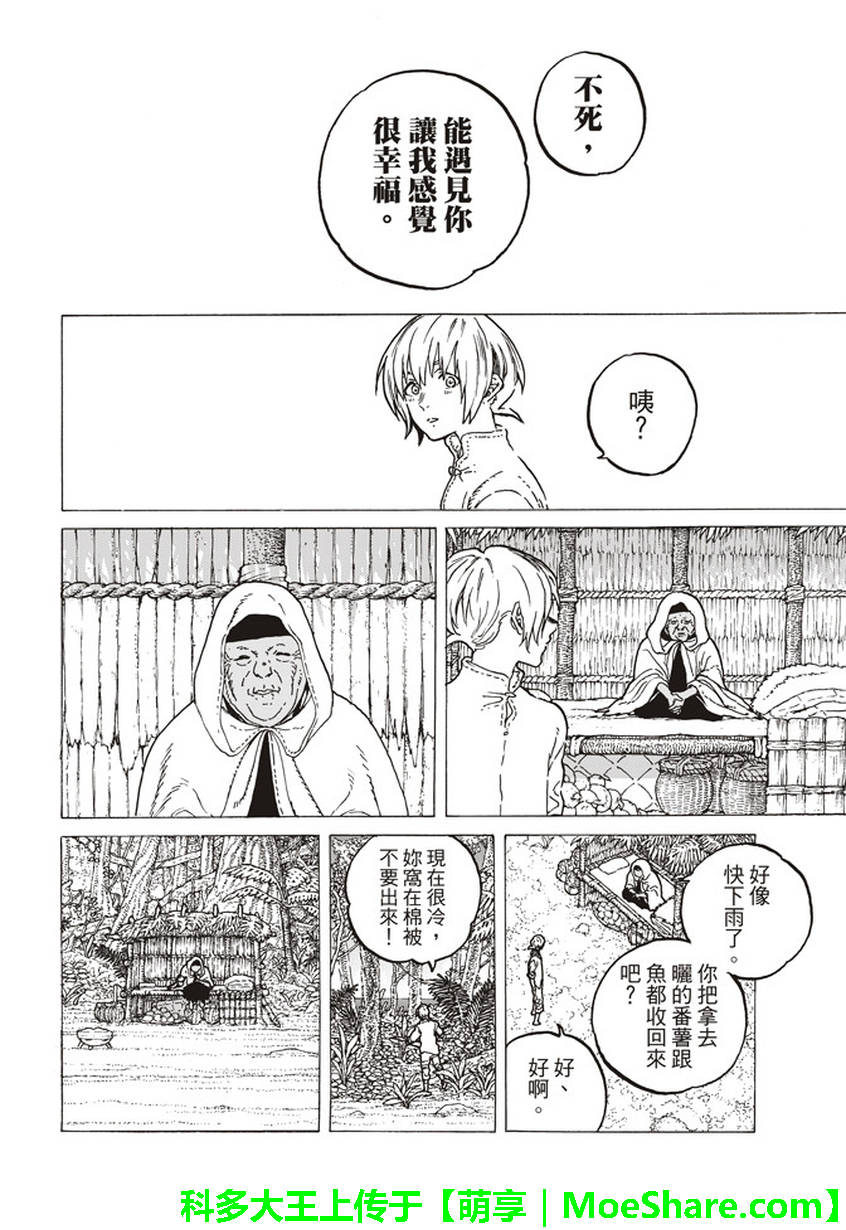 不死，
能遇見你
讓我感覺
很幸福。
咦？
好像
快下雨了。
你把拿去
曬的番薯跟
魚都收回來
吧？
好、
好啊。
現在很冷，
妳窩在棉被
不要出來！
科多大王上传于【萌享｜MoeShare.com】